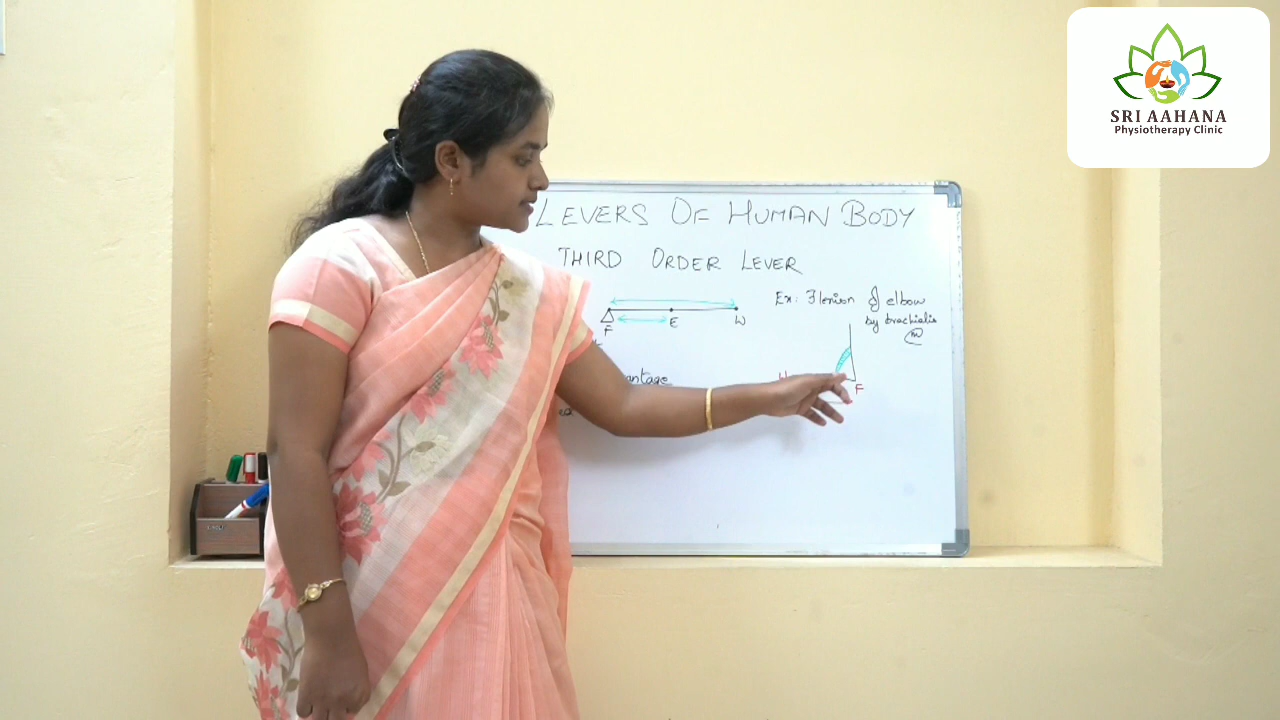 SRI AAHANA
Physiotherapy Clinic
LEVERS OF HUMAN BODY
THIRD ORDER LEVER
Ex: Flexion of elbow
by brachialis
F E W
F